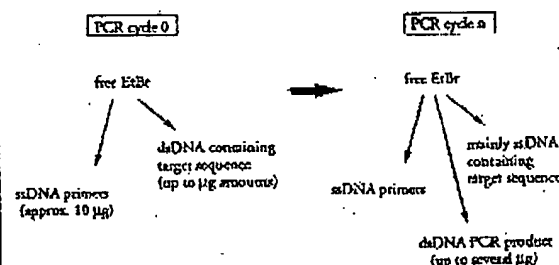 PCR cycle 0
free EtBr
ssDNA primers
(approx. 10 µg)
dsDNA containing
target sequence
(up to µg amounts)
PCR cycle n
free EtBr
ssDNA primers
mainly ssDNA
containing
target sequence
dsDNA PCR product
(up to several µg)